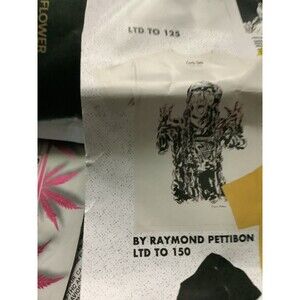 FLOWER
LTD TO 125
BY RAYMOND PETTIBON
LTD TO 150